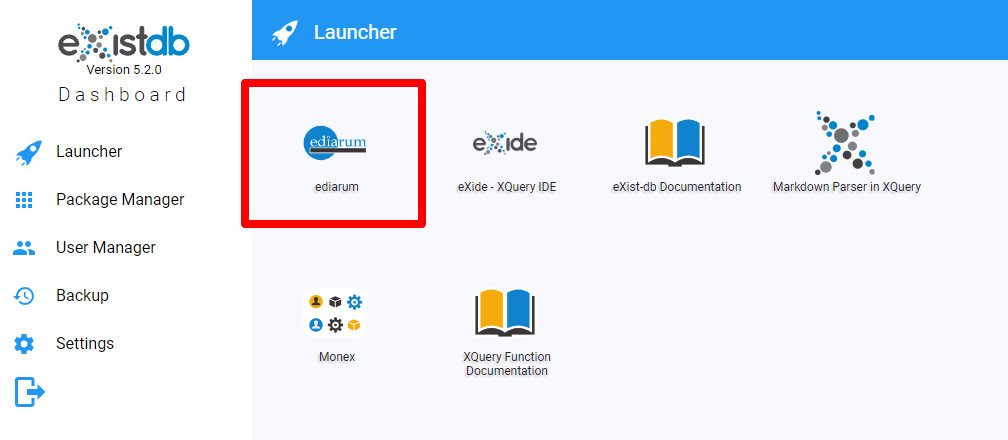 eXistdb
Version 5.2.0
Dashboard
Launcher
Package Manager
User Manager
Backup
Settings
Launcher
ediarum
ediarum
eXide
eXide - XQuery IDE
eXist-db Documentation
Markdown Parser in XQuery
Monex
XQuery Function
Documentation